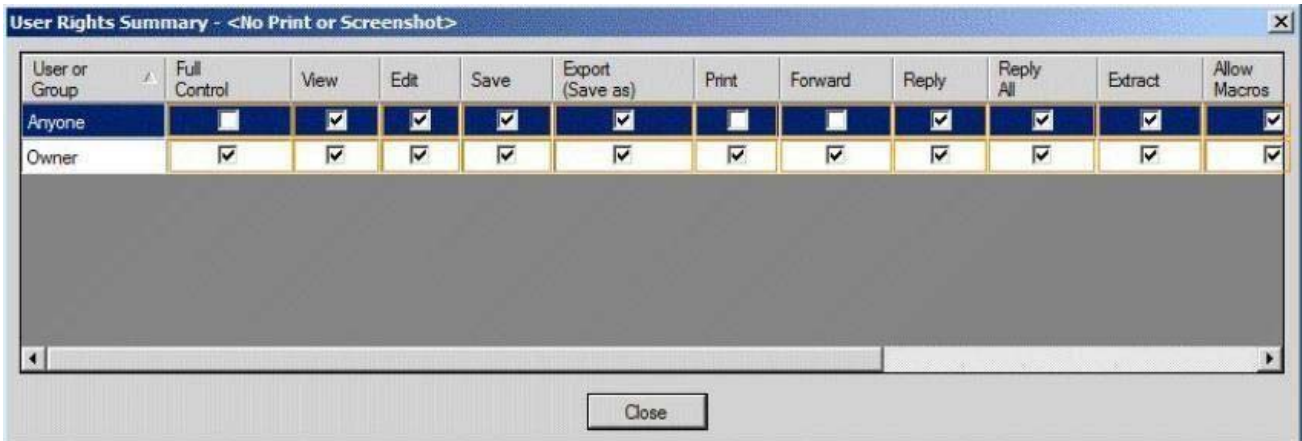 User Rights Summary - <No Print or Screenshot>
User or Group Full Control View Edit Save Export (Save as) Print Forward Reply Reply All Extract Allow Macros
Anyone
Owner
Close